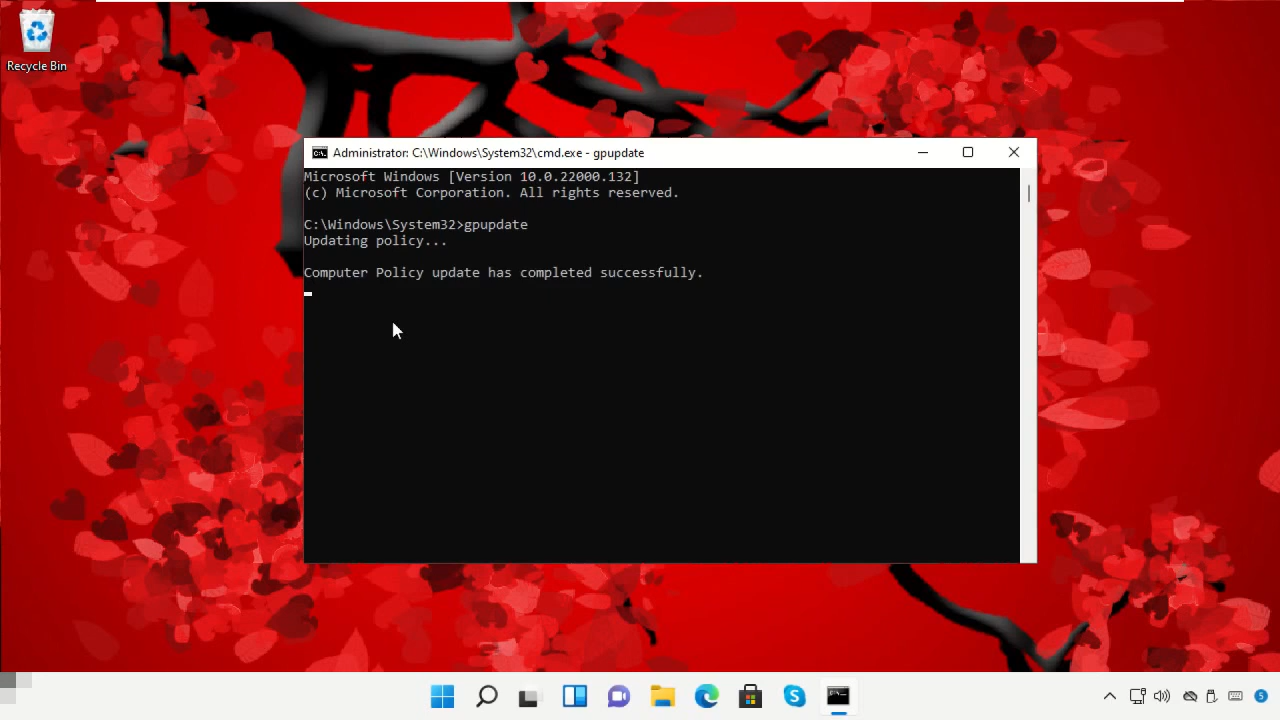 Recycle Bin
Administrator: C:\Windows\System32\cmd.exe - gpupdate
Microsoft Windows [Version 10.0.22000.132]
(c) Microsoft Corporation. All rights reserved.
C:\Windows\System32>gpupdate
Updating policy...
Computer Policy update has completed successfully.
5